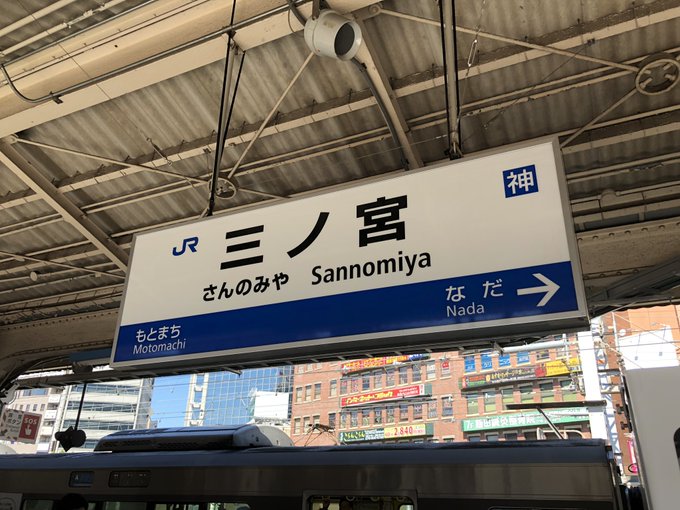 JR
三ノ宮
神
さんのみや Sannomiya
もとまち
Motomachi
なだ →
Nada
SOS
2,840